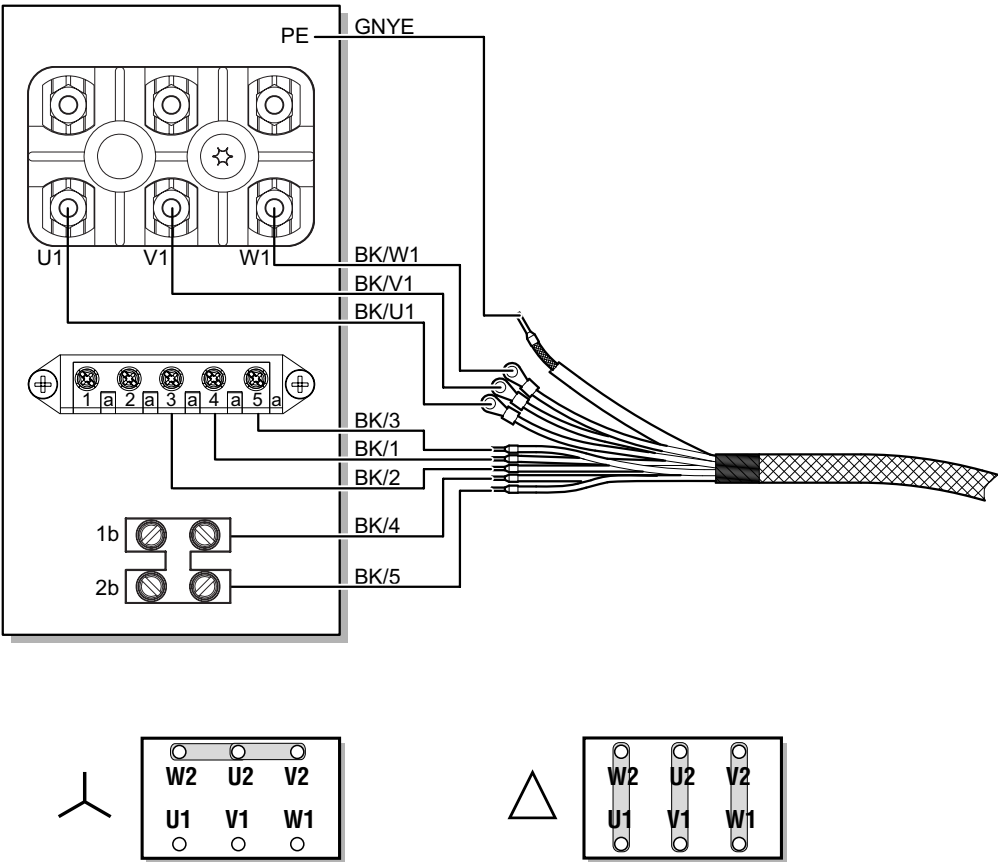 PE
GNYE
U1 V1 W1
BK/W1
BK/V1
BK/U1
1 a 2 a 3 a 4 a 5 a
BK/3
BK/1
BK/2
1b
BK/4
2b
BK/5
W2 U2 V2
U1 V1 W1
W2 U2 V2
U1 V1 W1